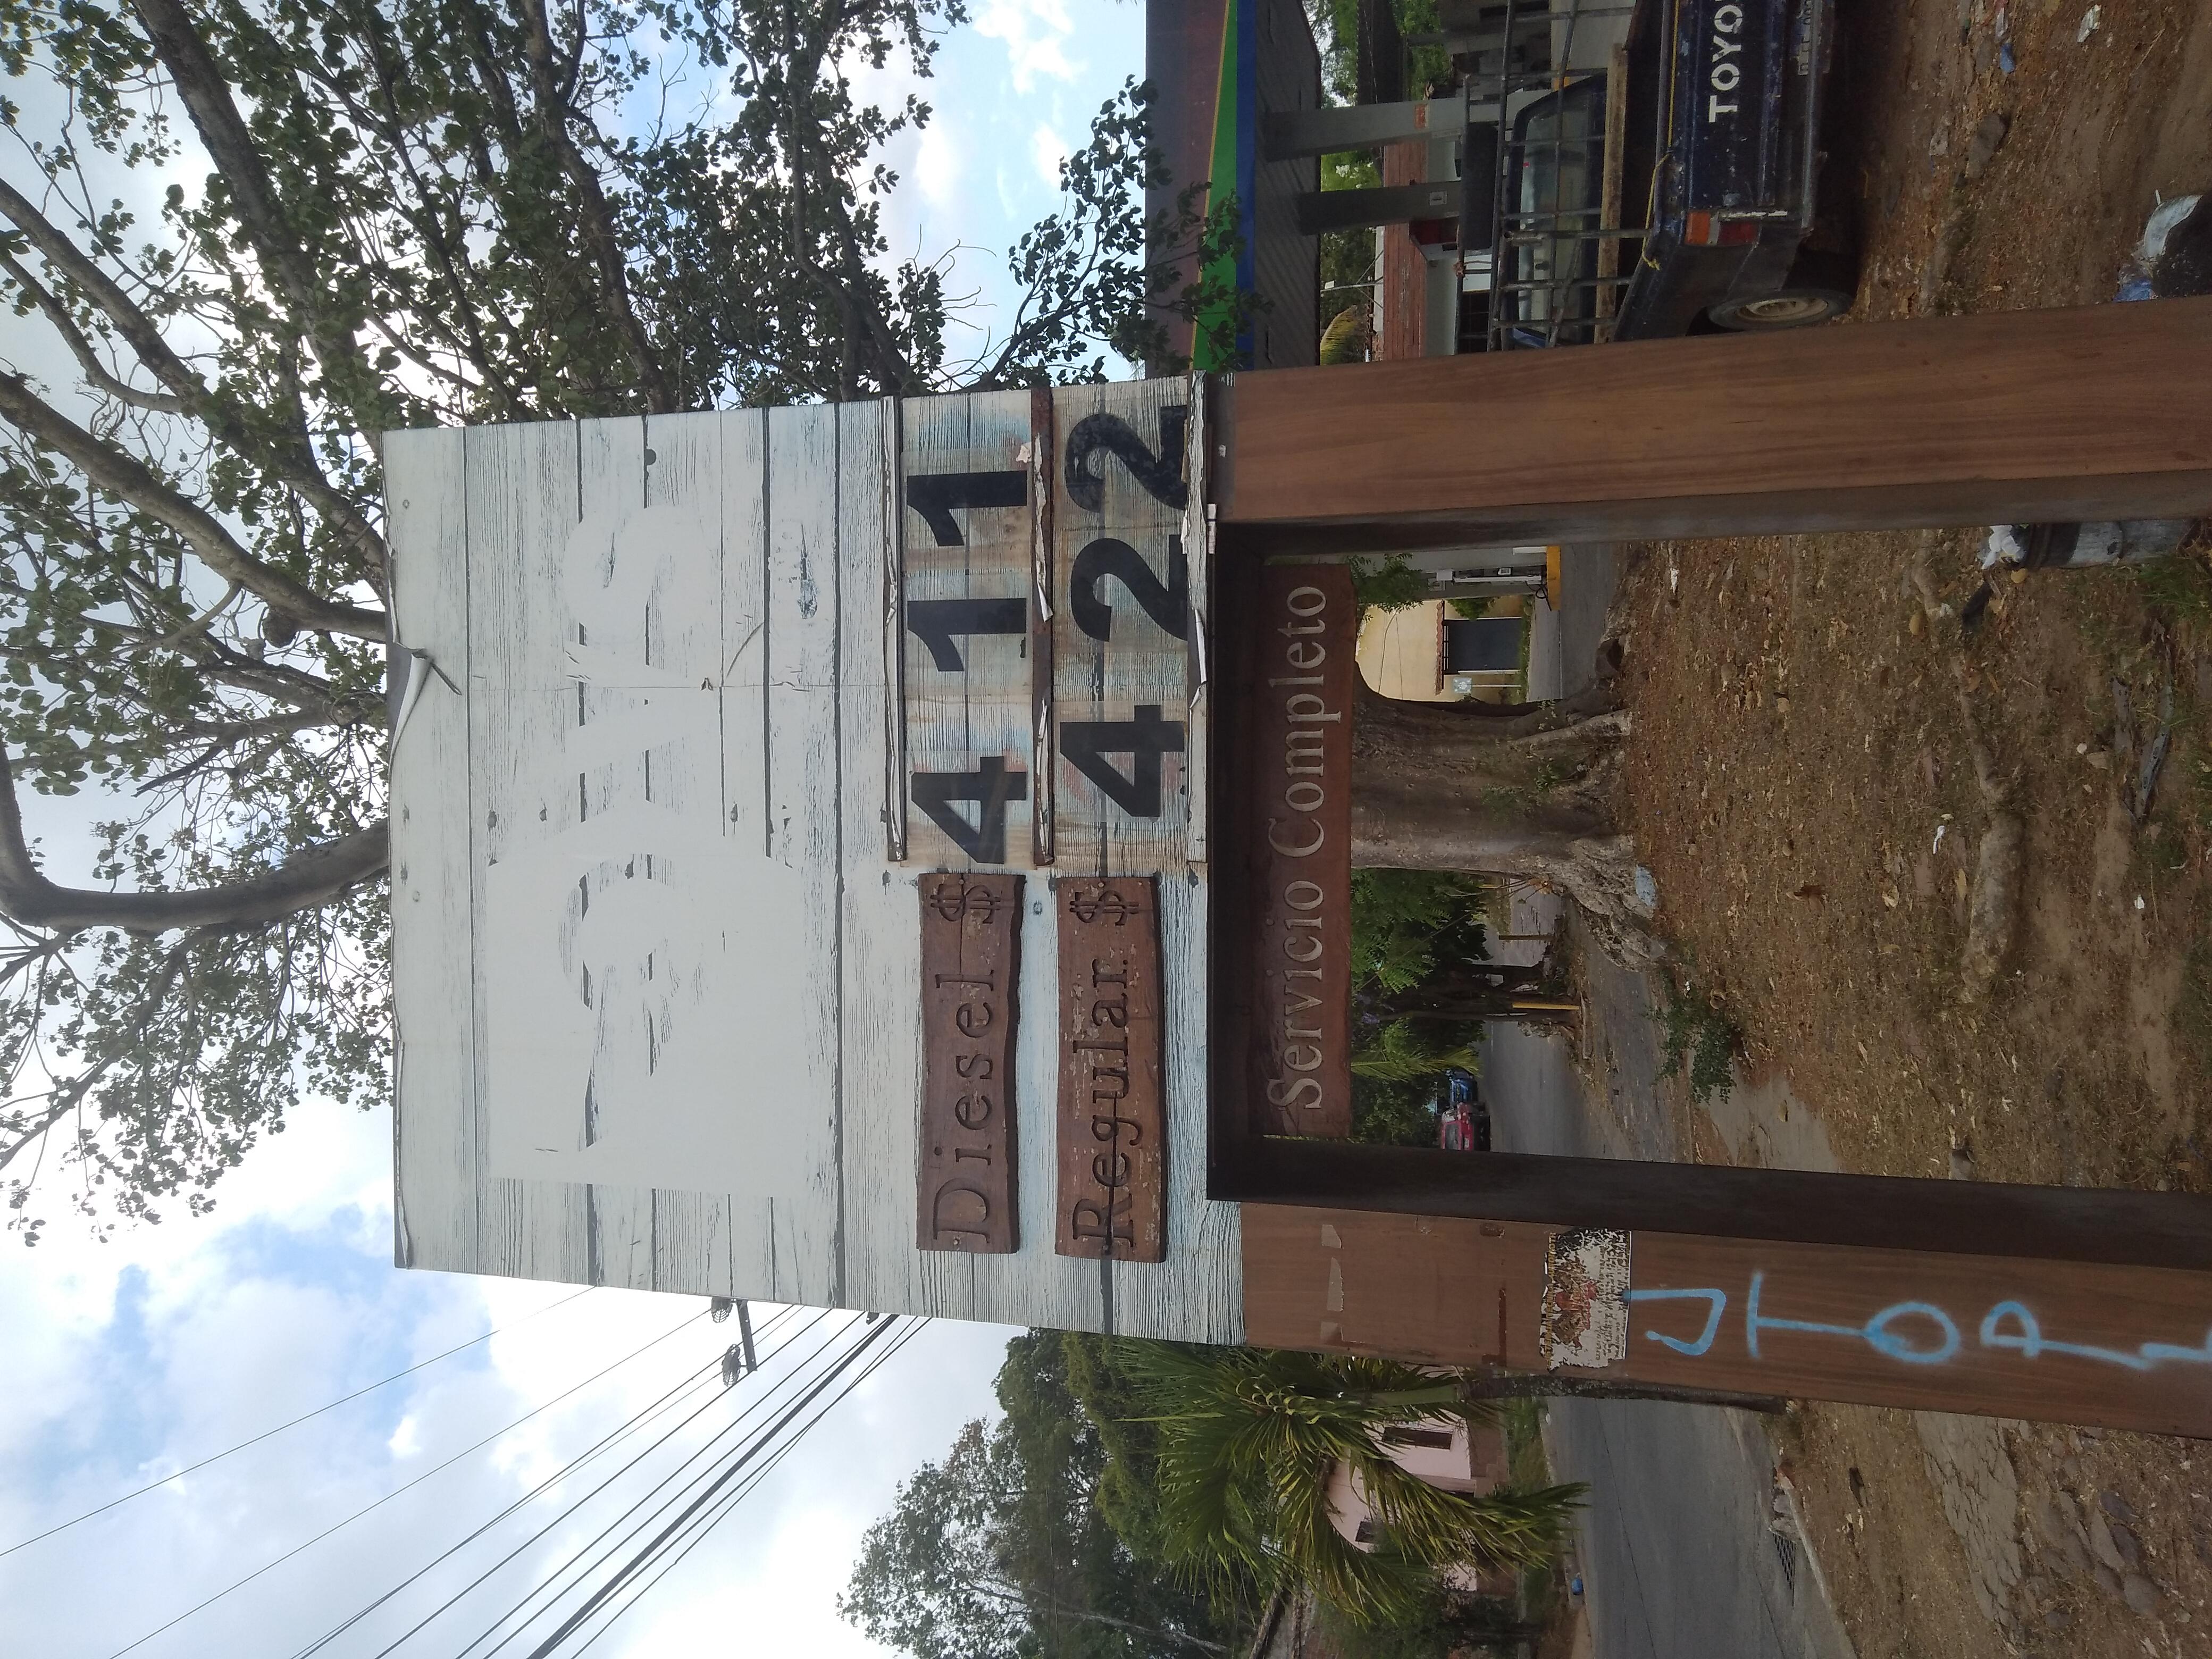 Diesel $ 4 11
Regular $ 4 22
Servicio Completo
TOYO